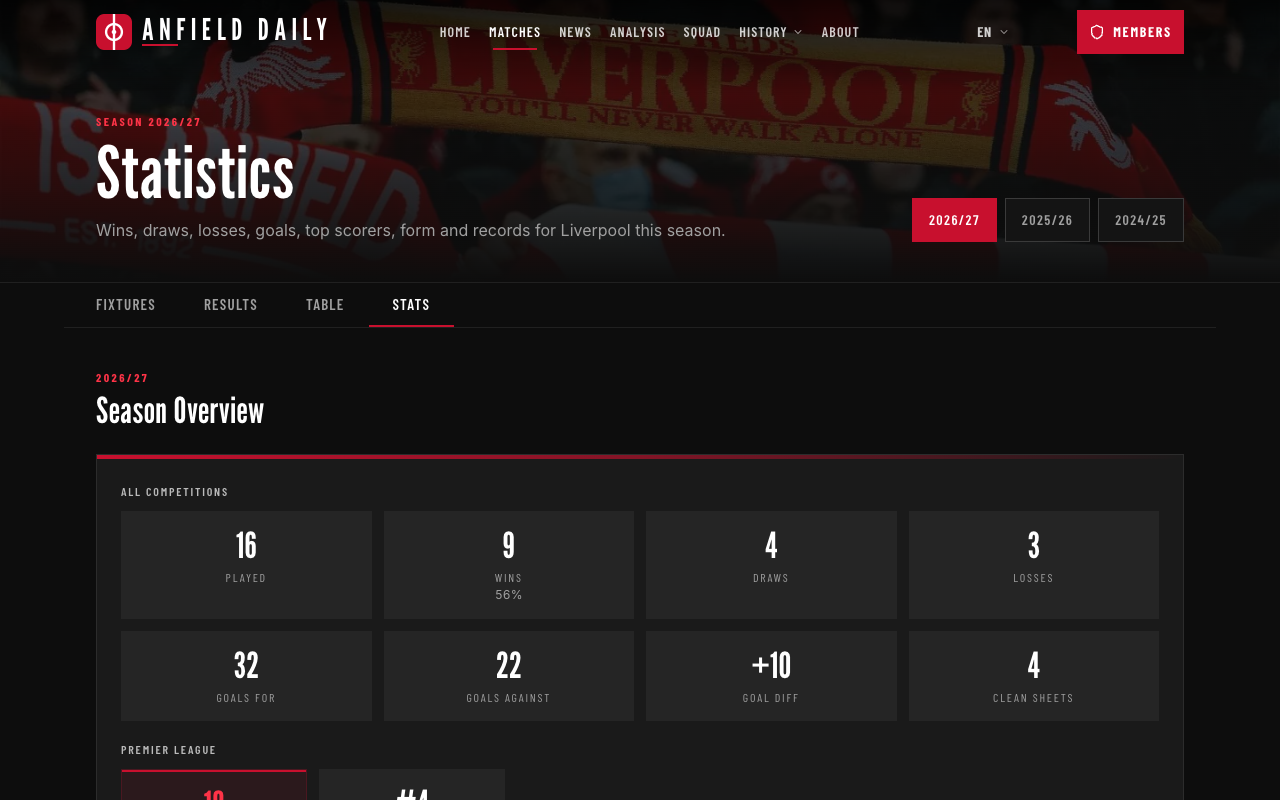 ANFIELD DAILY
HOME MATCHES NEWS ANALYSIS SQUAD HISTORY ABOUT
EN
MEMBERS
LIVERPOOL
YOU'LL NEVER WALK ALONE
IS ANFIELD
SEASON 2026/27
Statistics
Wins, draws, losses, goals, top scorers, form and records for Liverpool this season.
2026/27 2025/26 2024/25
FIXTURES RESULTS TABLE STATS
2026/27
Season Overview
ALL COMPETITIONS
16 9 4 3
PLAYED WINS DRAWS LOSSES
56%
32 22 +10 4
GOALS FOR GOALS AGAINST GOAL DIFF CLEAN SHEETS
PREMIER LEAGUE
#4